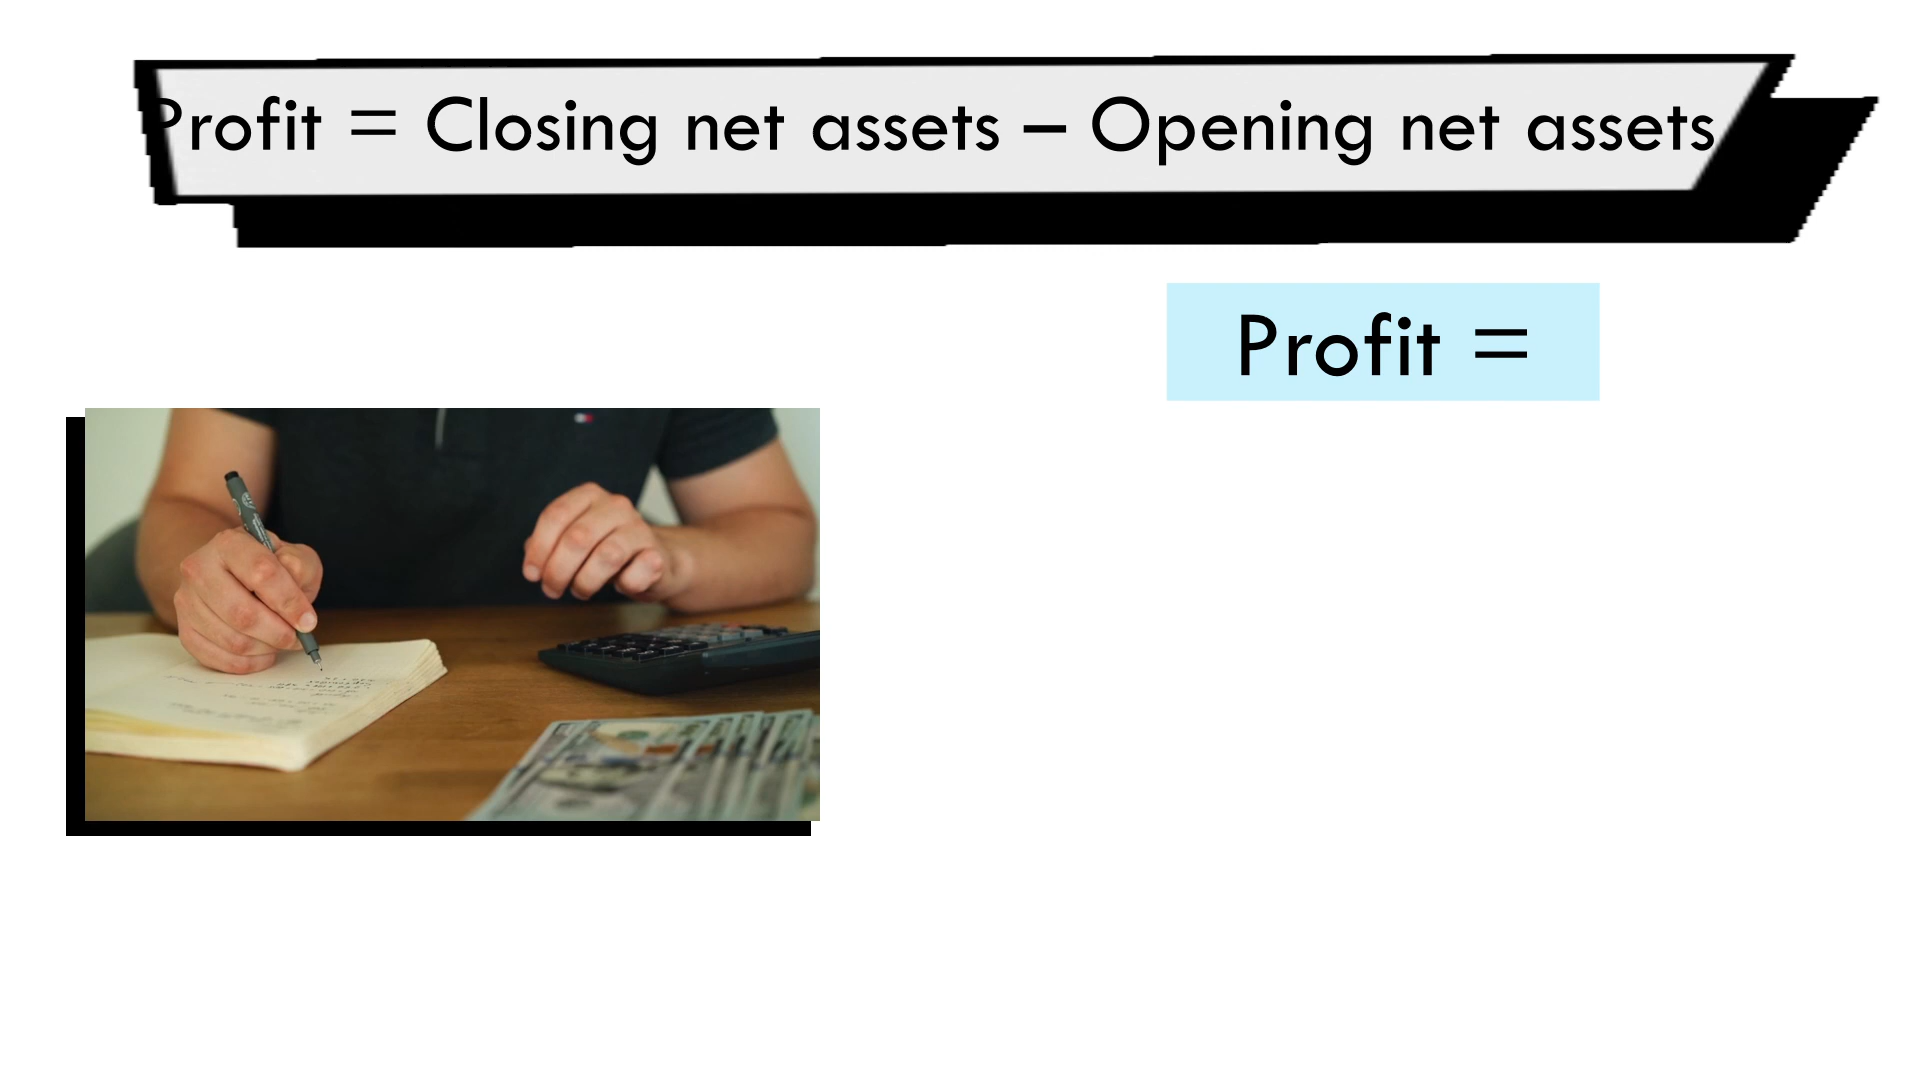 Profit = Closing net assets – Opening net assets
Profit =